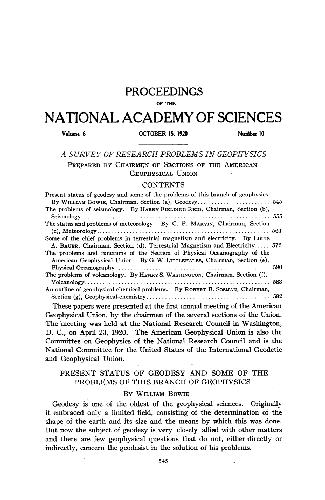 PROCEEDINGS
OF THE
NATIONAL ACADEMY OF SCIENCES
Volume 6 OCTOBER 15, 1920 Number 10
A SURVEY OF RESEARCH PROBLEMS IN GEOPHYSICS
PREPARED BY CHAIRMEN OF SECTIONS OF THE AMERICAN
GEOPHYSICAL UNION
CONTENTS
Present status of geodesy and some of the problems of this branch of geophysics.
By WILLIAM BOWIE, Chairman, Section (a), Geodesy. 545
The problems of seismology. By HARRY FIELDING REID, Chairman, Section (b),
Seismology. 555
The status and problems of meteorology. By C. F. MARVIN, Chairman, Section
(c), Meteorology. 561
Some of the chief problems in terrestrial magnetism and electricity. By LOUIS
A. BAUER, Chairman, Section (d), Terrestrial Magnetism and Electricity. 572
The problems and functions of the Section of Physical Oceanography of the
American Geophysical Union. By G. W. LITTLEHALES, Chairman, Section (e),
Physical Oceanography.
The problems of volcanology. By HENRY S. WASHINGTON, Chairman, Section (f),
Volcanology.
An outline of geophysical-chemical problems. By ROBERT B. SOSMAN, Chairman,
Section (g), Geophysical-chemistry. 592
These papers were presented at the first annual meeting of the American
Geophysical Union, by the chairmen of the several sections of the Union.
The meeting was held at the National Research Council in Washington,
D. C., on April 23, 1920. The American Geophysical Union is also the
Committee on Geophysics of the National Research Council and is the
National Committee for the United States of the International Geodetic
and Geophysical Union.
PRESENT STATUS OF GEODESY AND SOME OF THE
PROBLEMS OF THIS BRANCH OF GEOPHYSICS
BY WILLIAM BOWIE
Geodesy is one of the oldest of the geophysical sciences. Originally
it embraced only a limited field, consisting of the determination of the
shape of the earth and its size and the means by which this was done.
But now the subject of geodesy is very closely allied with other matters
and there are few geophysical questions that do not, either directly or
indirectly, concern the geodesist in the solution of his problems.
545